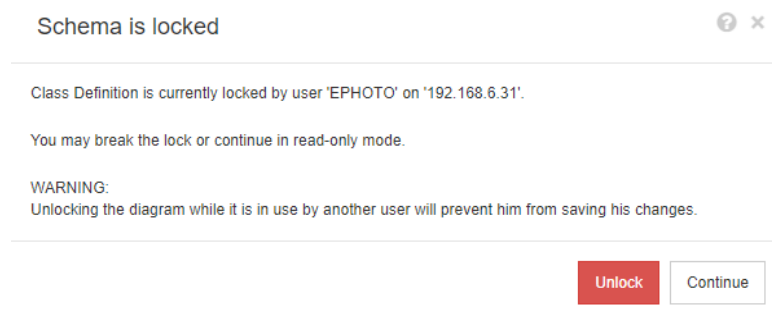 Schema is locked
Class Definition is currently locked by user 'EPHOTO' on '192.168.6.31'.
You may break the lock or continue in read-only mode.
WARNING:
Unlocking the diagram while it is in use by another user will prevent him from saving his changes.
Unlock Continue